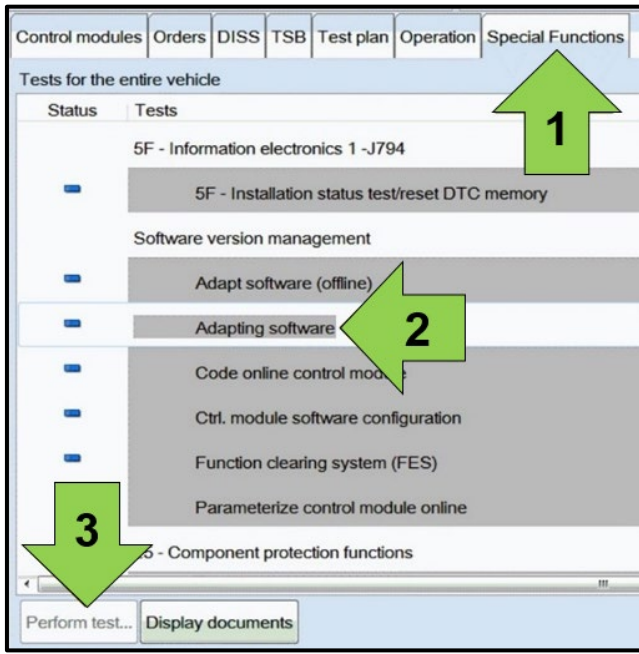 Control modules Orders DISS TSB Test plan Operation Special Functions
Tests for the entire vehicle
Status Tests
1
5F - Information electronics 1 -J794
5F - Installation status test/reset DTC memory
Software version management
Adapt software (offline)
Adapting software 2
Code online control
Ctrl. module software configuration
Function clearing system (FES)
Parameterize control module online
3
- Component protection functions
Perform test... Display documents